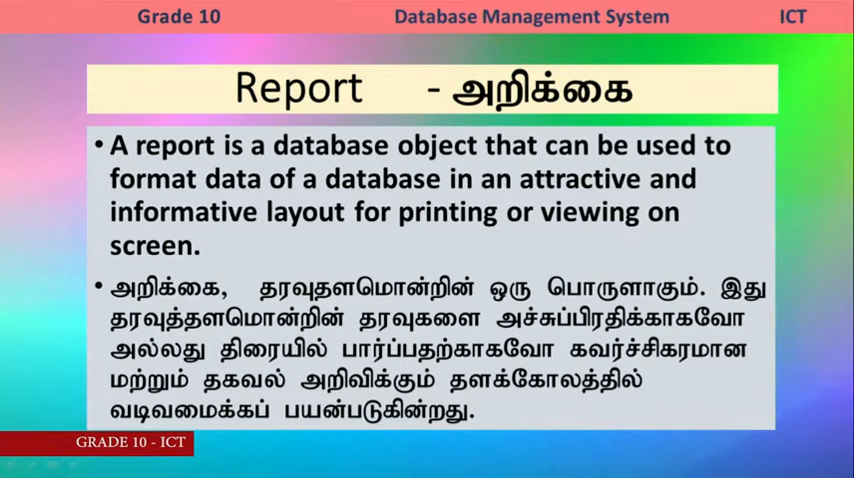 Grade 10 Database Management System ICT
Report - அறிக்கை
• A report is a database object that can be used to
format data of a database in an attractive and
informative layout for printing or viewing on
screen.
• அறிக்கை, தரவுதளமொன்றின் ஒரு பொருளாகும். இது
தரவுத்தளமொன்றின் தரவுகளை அச்சுப்பிரதிக்காகவோ
அல்லது திரையில் பார்ப்பதற்காகவோ கவர்ச்சிகரமான
மற்றும் தகவல் அறிவிக்கும் தளக்கோலத்தில்
வடிவமைக்கப் பயன்படுகின்றது.
GRADE 10 - ICT